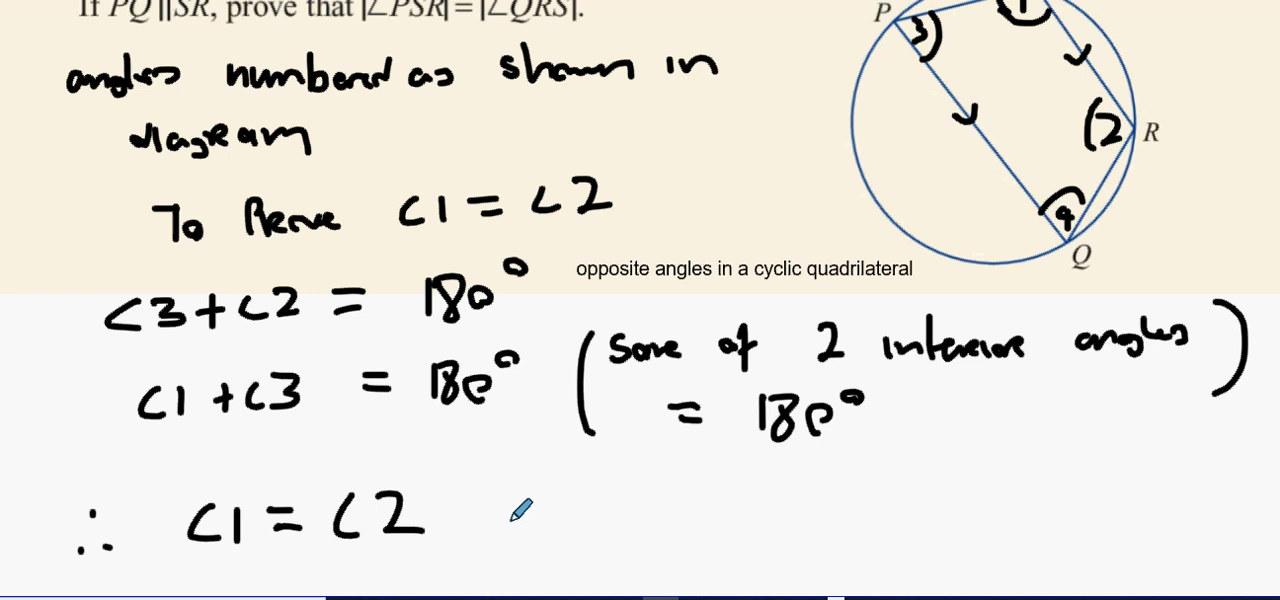 If PQ || SR, prove that |∠PSR| = |∠QRS|.
P
3)
1
angles numbered as shown in
diagram
(2
R
To Prove <1 = <2
4
Q
opposite angles in a cyclic quadrilateral
<3 + <2 = 180°
<1 + <3 = 180° (Some of 2 interiore angles)
= 180°
∴ <1 = <2